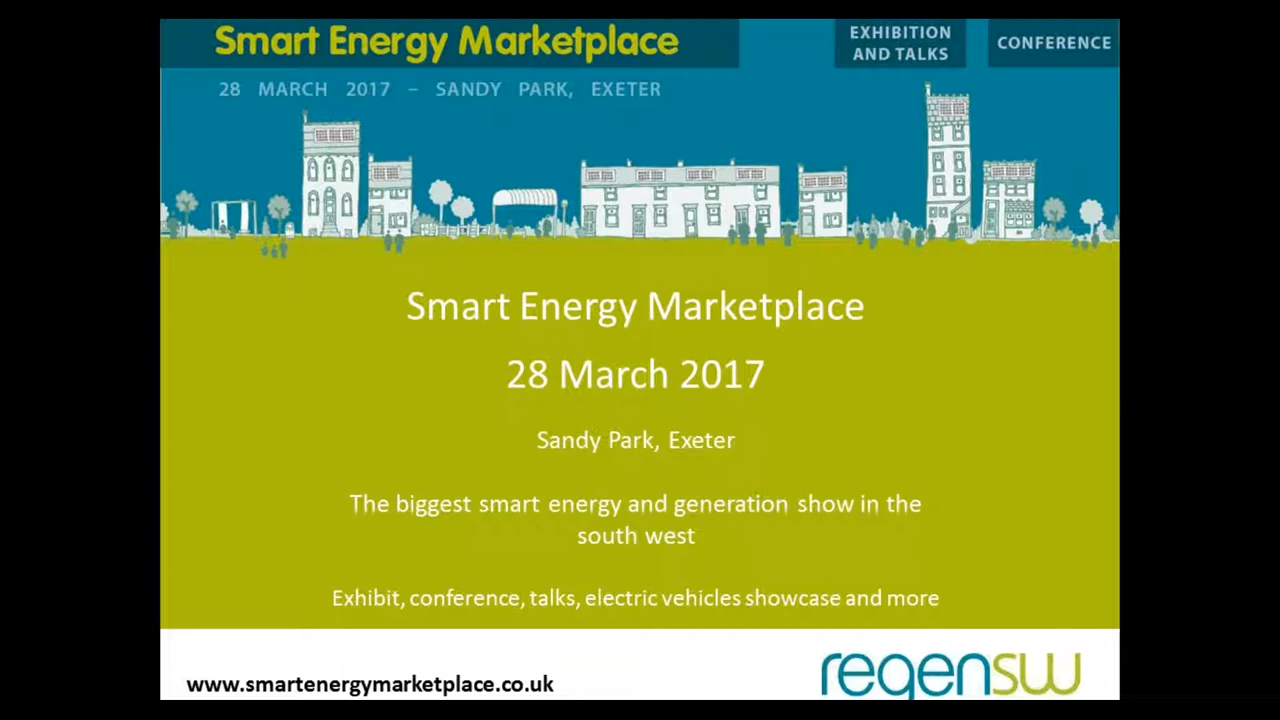 Smart Energy Marketplace
EXHIBITION
AND TALKS
CONFERENCE
28 MARCH 2017 – SANDY PARK, EXETER
Smart Energy Marketplace
28 March 2017
Sandy Park, Exeter
The biggest smart energy and generation show in the
south west
Exhibit, conference, talks, electric vehicles showcase and more
www.smartenergymarketplace.co.uk
regensw